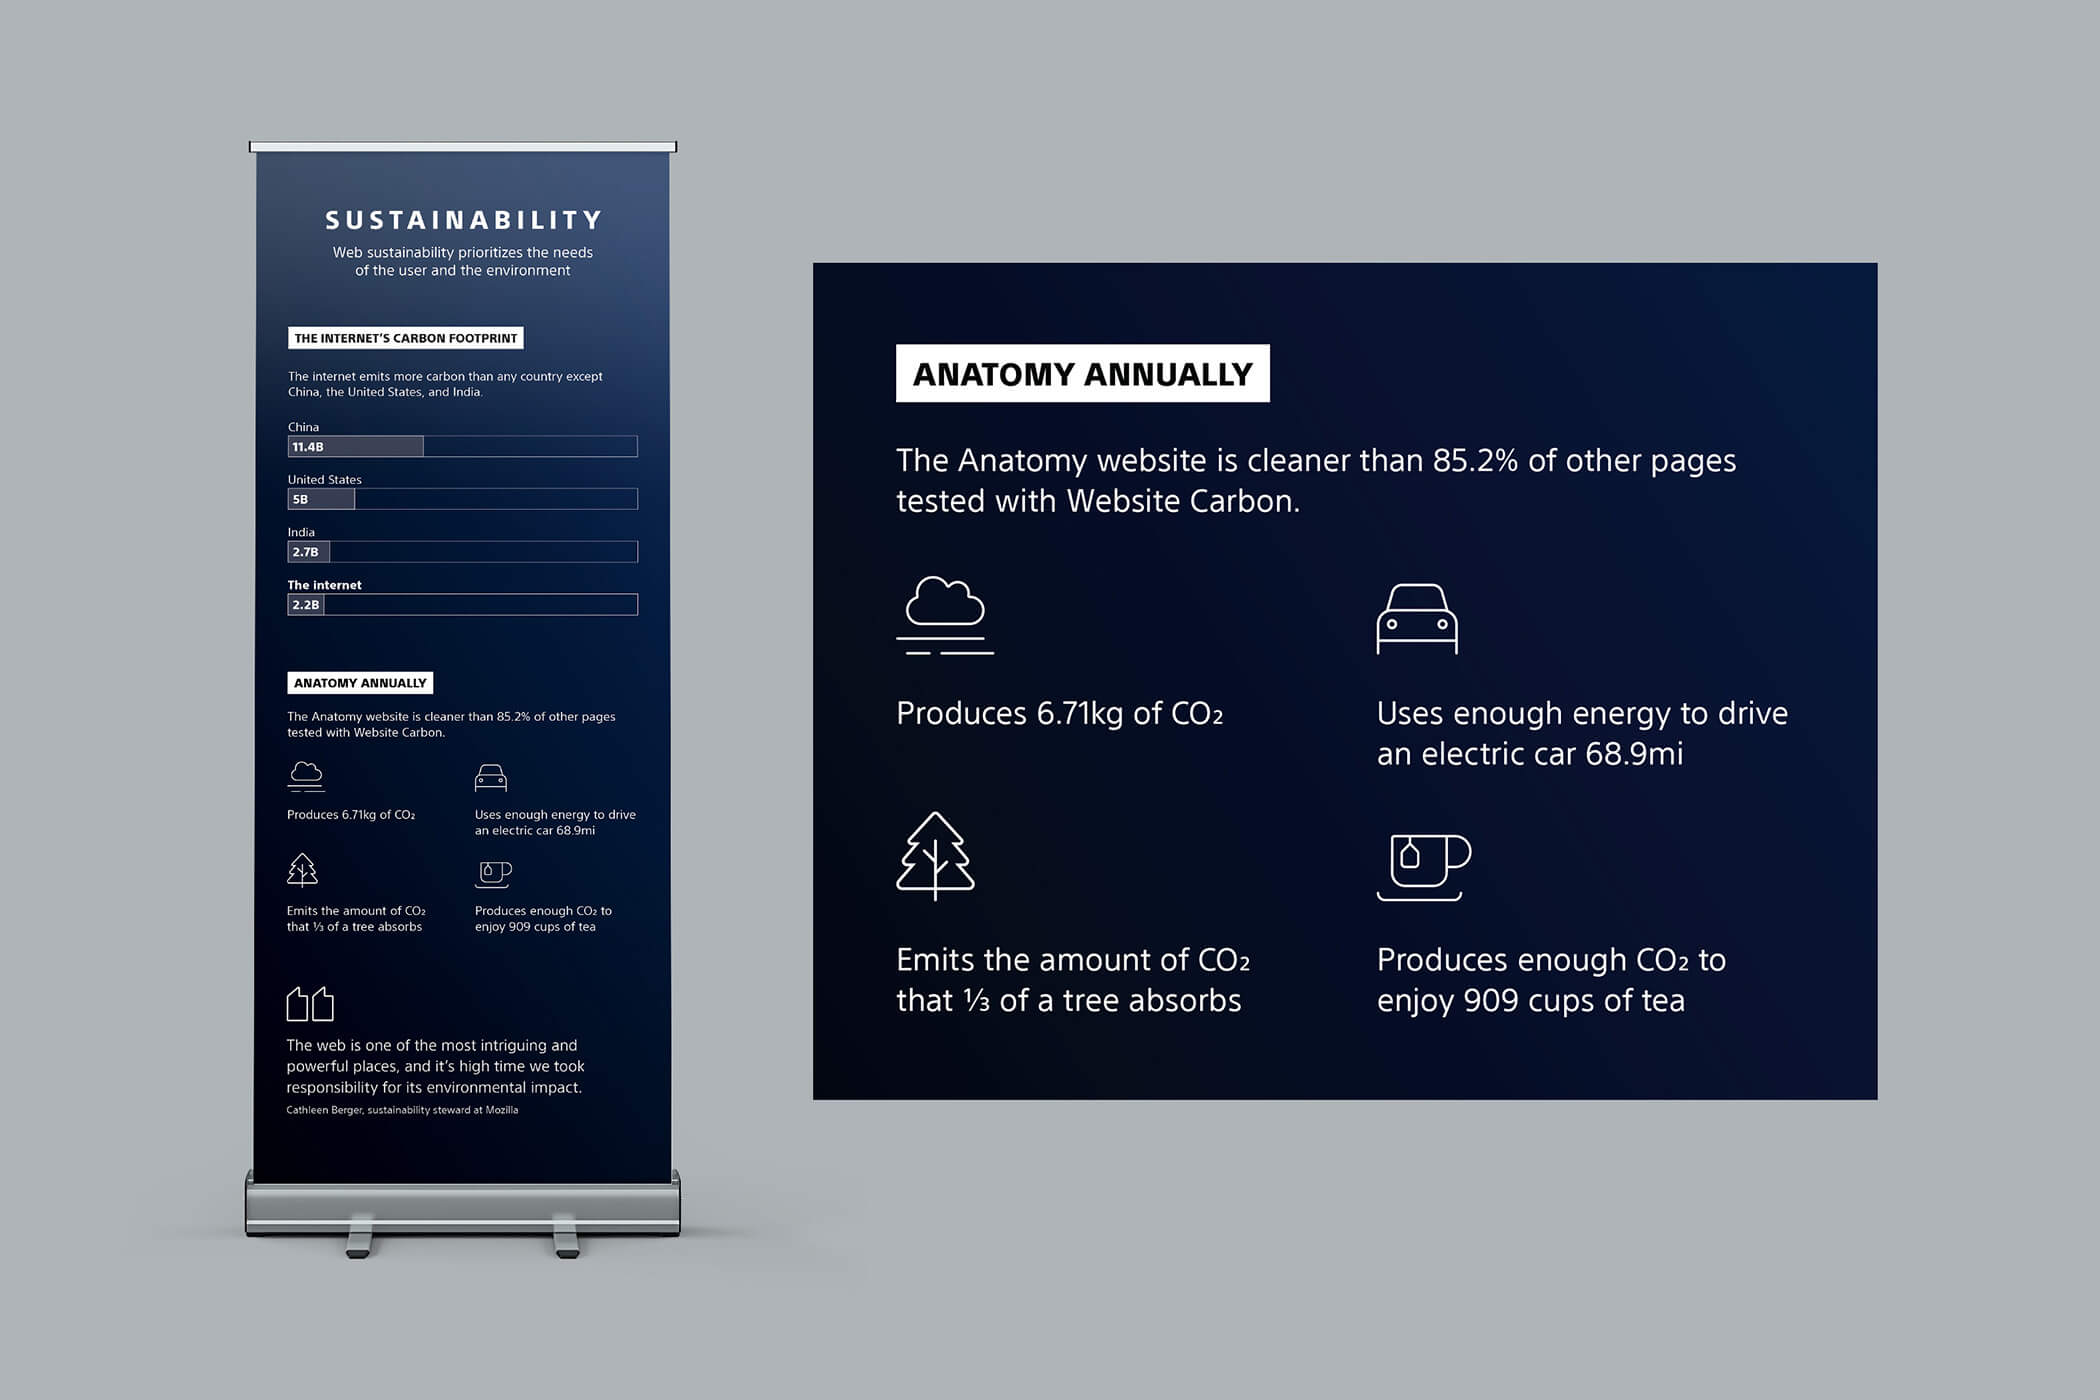 SUSTAINABILITY
Web sustainability prioritizes the needs
of the user and the environment
THE INTERNET'S CARBON FOOTPRINT
The internet emits more carbon than any country except
China, the United States, and India.
China
11.4B
United States
5B
India
2.7B
The internet
2.2B
ANATOMY ANNUALLY
The Anatomy website is cleaner than 85.2% of other pages
tested with Website Carbon.
Produces 6.71kg of CO₂
Uses enough energy to drive
an electric car 68.9mi
Emits the amount of CO₂
that ⅓ of a tree absorbs
Produces enough CO₂ to
enjoy 909 cups of tea
The web is one of the most intriguing and
powerful places, and it's high time we took
responsibility for its environmental impact.
Cathleen Berger, sustainability steward at Mozilla
ANATOMY ANNUALLY
The Anatomy website is cleaner than 85.2% of other pages
tested with Website Carbon.
Produces 6.71kg of CO₂
Uses enough energy to drive
an electric car 68.9mi
Emits the amount of CO₂
that ⅓ of a tree absorbs
Produces enough CO₂ to
enjoy 909 cups of tea